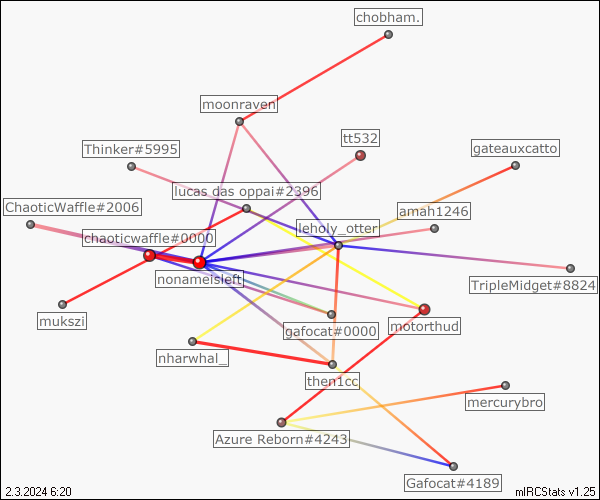 chobham.
moonraven
tt532
Thinker#5995
gateauxcatto
lucas das oppai#2396
ChaoticWaffle#2006
amah1246
leholy_otter
chaoticwaffle#0000
nonameisleft
TripleMidget#8824
mukszi
gafocat#0000
motorthud
nharwhal_
then1cc
mercurybro
Azure Reborn#4243
Gafocat#4189
2.3.2024 6:20
mIRCStats v1.25